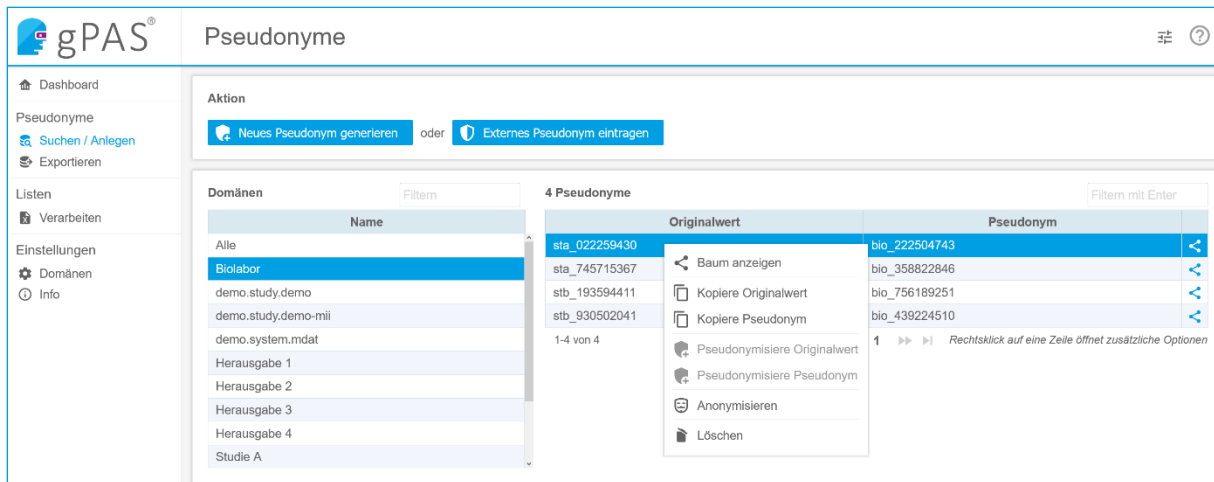 gPAS®
Pseudonyme
Dashboard
Pseudonyme
Suchen / Anlegen
Exportieren
Listen
Verarbeiten
Einstellungen
Domänen
Info
Aktion
Neues Pseudonym generieren oder Externes Pseudonym eintragen
Domänen Filtern
Name
Alle
Biolabor
demo.study.demo
demo.study.demo-mii
demo.system.mdat
Herausgabe 1
Herausgabe 2
Herausgabe 3
Herausgabe 4
Studie A
4 Pseudonyme Filtern mit Enter
Originalwert Pseudonym
sta_022259430 bio_222504743
sta_745715367 bio_358822846
stb_193594411 bio_756189251
stb_930502041 bio_439224510
1-4 von 4 1 Rechtsklick auf eine Zeile öffnet zusätzliche Optionen
Baum anzeigen
Kopiere Originalwert
Kopiere Pseudonym
Pseudonymisiere Originalwert
Pseudonymisiere Pseudonym
Anonymisieren
Löschen